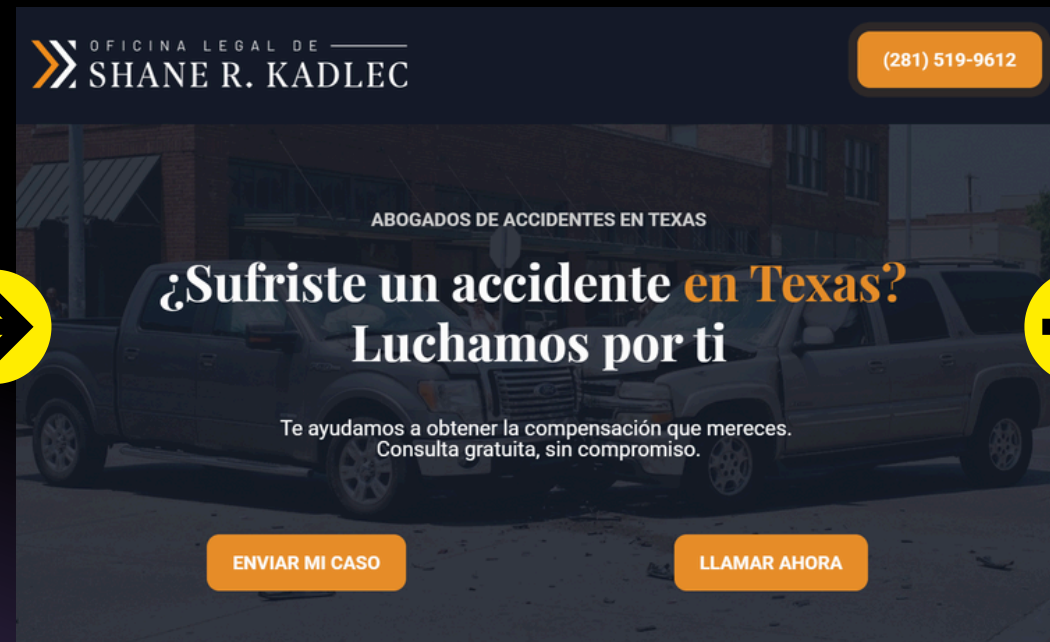 OFICINA LEGAL DE
SHANE R. KADLEC
(281) 519-9612
ABOGADOS DE ACCIDENTES EN TEXAS
¿Sufriste un accidente en Texas?
Luchamos por ti
Te ayudamos a obtener la compensación que mereces.
Consulta gratuita, sin compromiso.
ENVIAR MI CASO
LLAMAR AHORA